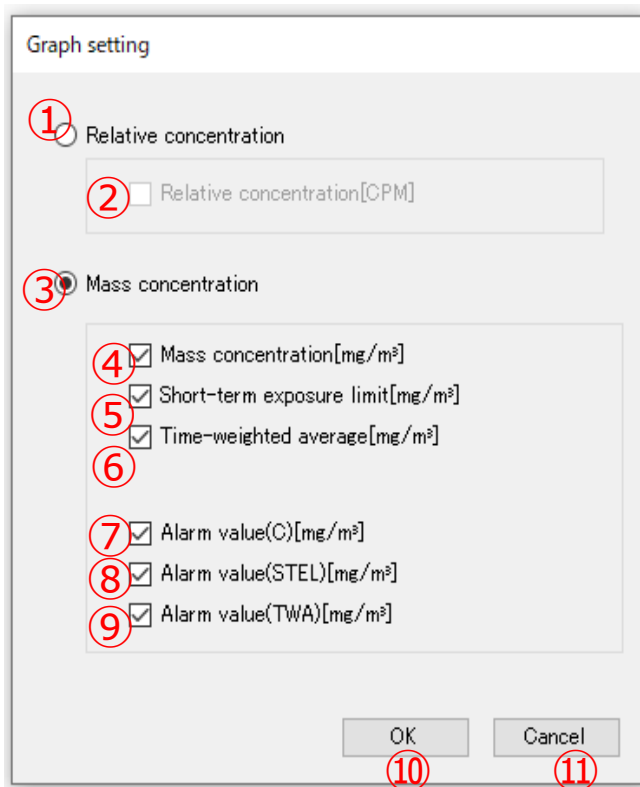 Graph setting
① Relative concentration
② Relative concentration[CPM]
③ Mass concentration
④ Mass concentration[mg/m³]
⑤ Short-term exposure limit[mg/m³]
⑥ Time-weighted average[mg/m³]
⑦ Alarm value(C)[mg/m³]
⑧ Alarm value(STEL)[mg/m³]
⑨ Alarm value(TWA)[mg/m³]
OK Cancel
⑩ ⑪